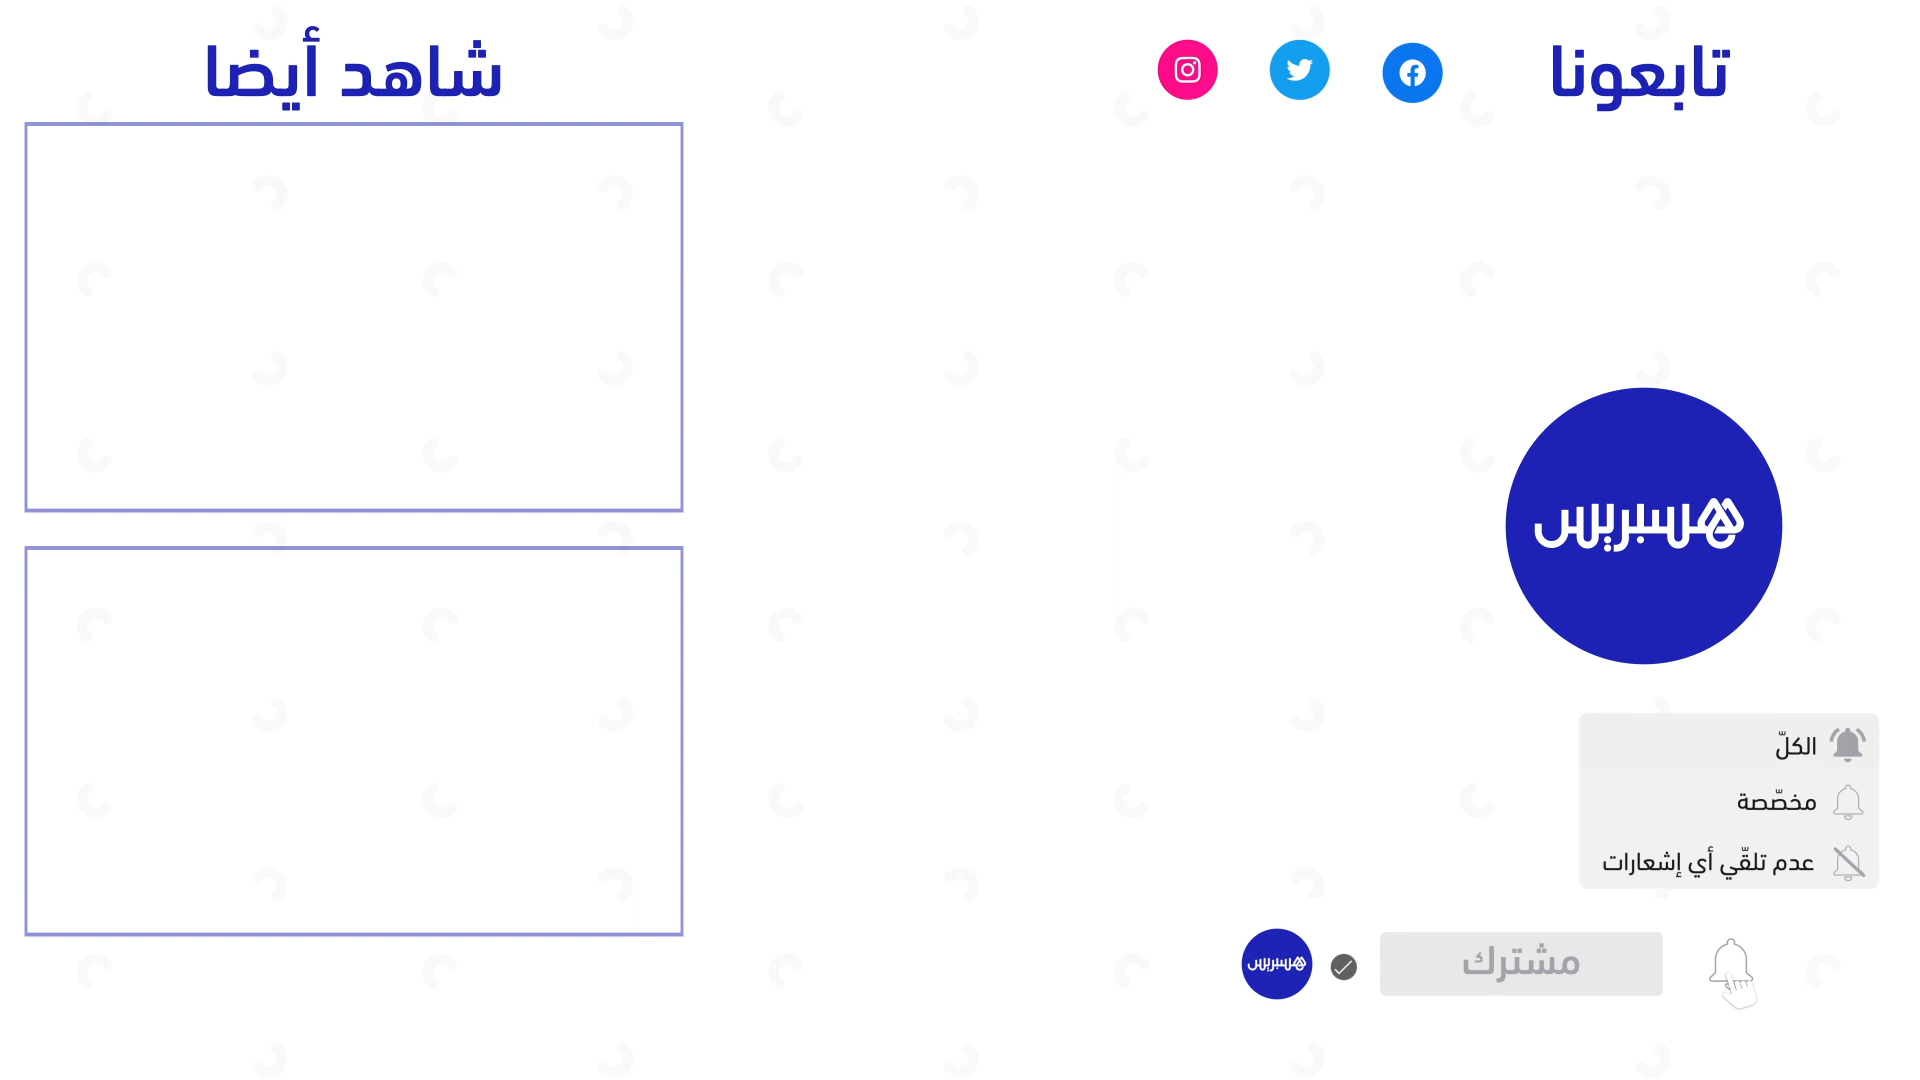 تابعونا
شاهد أيضا
هسبريس
الكلّ
مخصّصة
عدم تلقّي أي إشعارات
مشترك
هسبريس